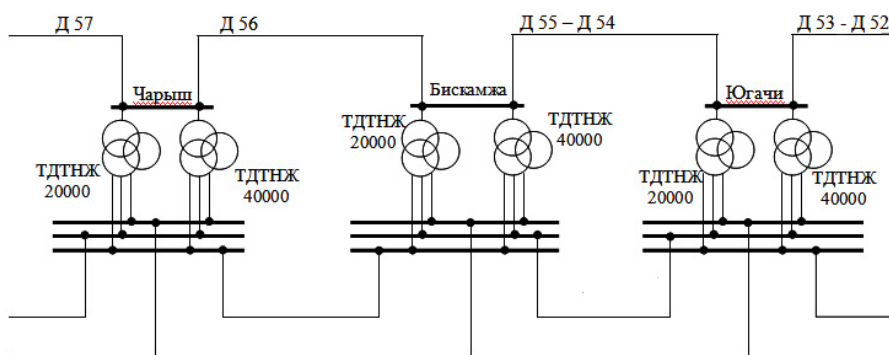 Д 57
Д 56
Д 55 – Д 54
Д 53 - Д 52
Чарыш
Бискамжа
Югачи
ТДТНЖ
20000
ТДТНЖ
40000
ТДТНЖ
20000
ТДТНЖ
40000
ТДТНЖ
20000
ТДТНЖ
40000